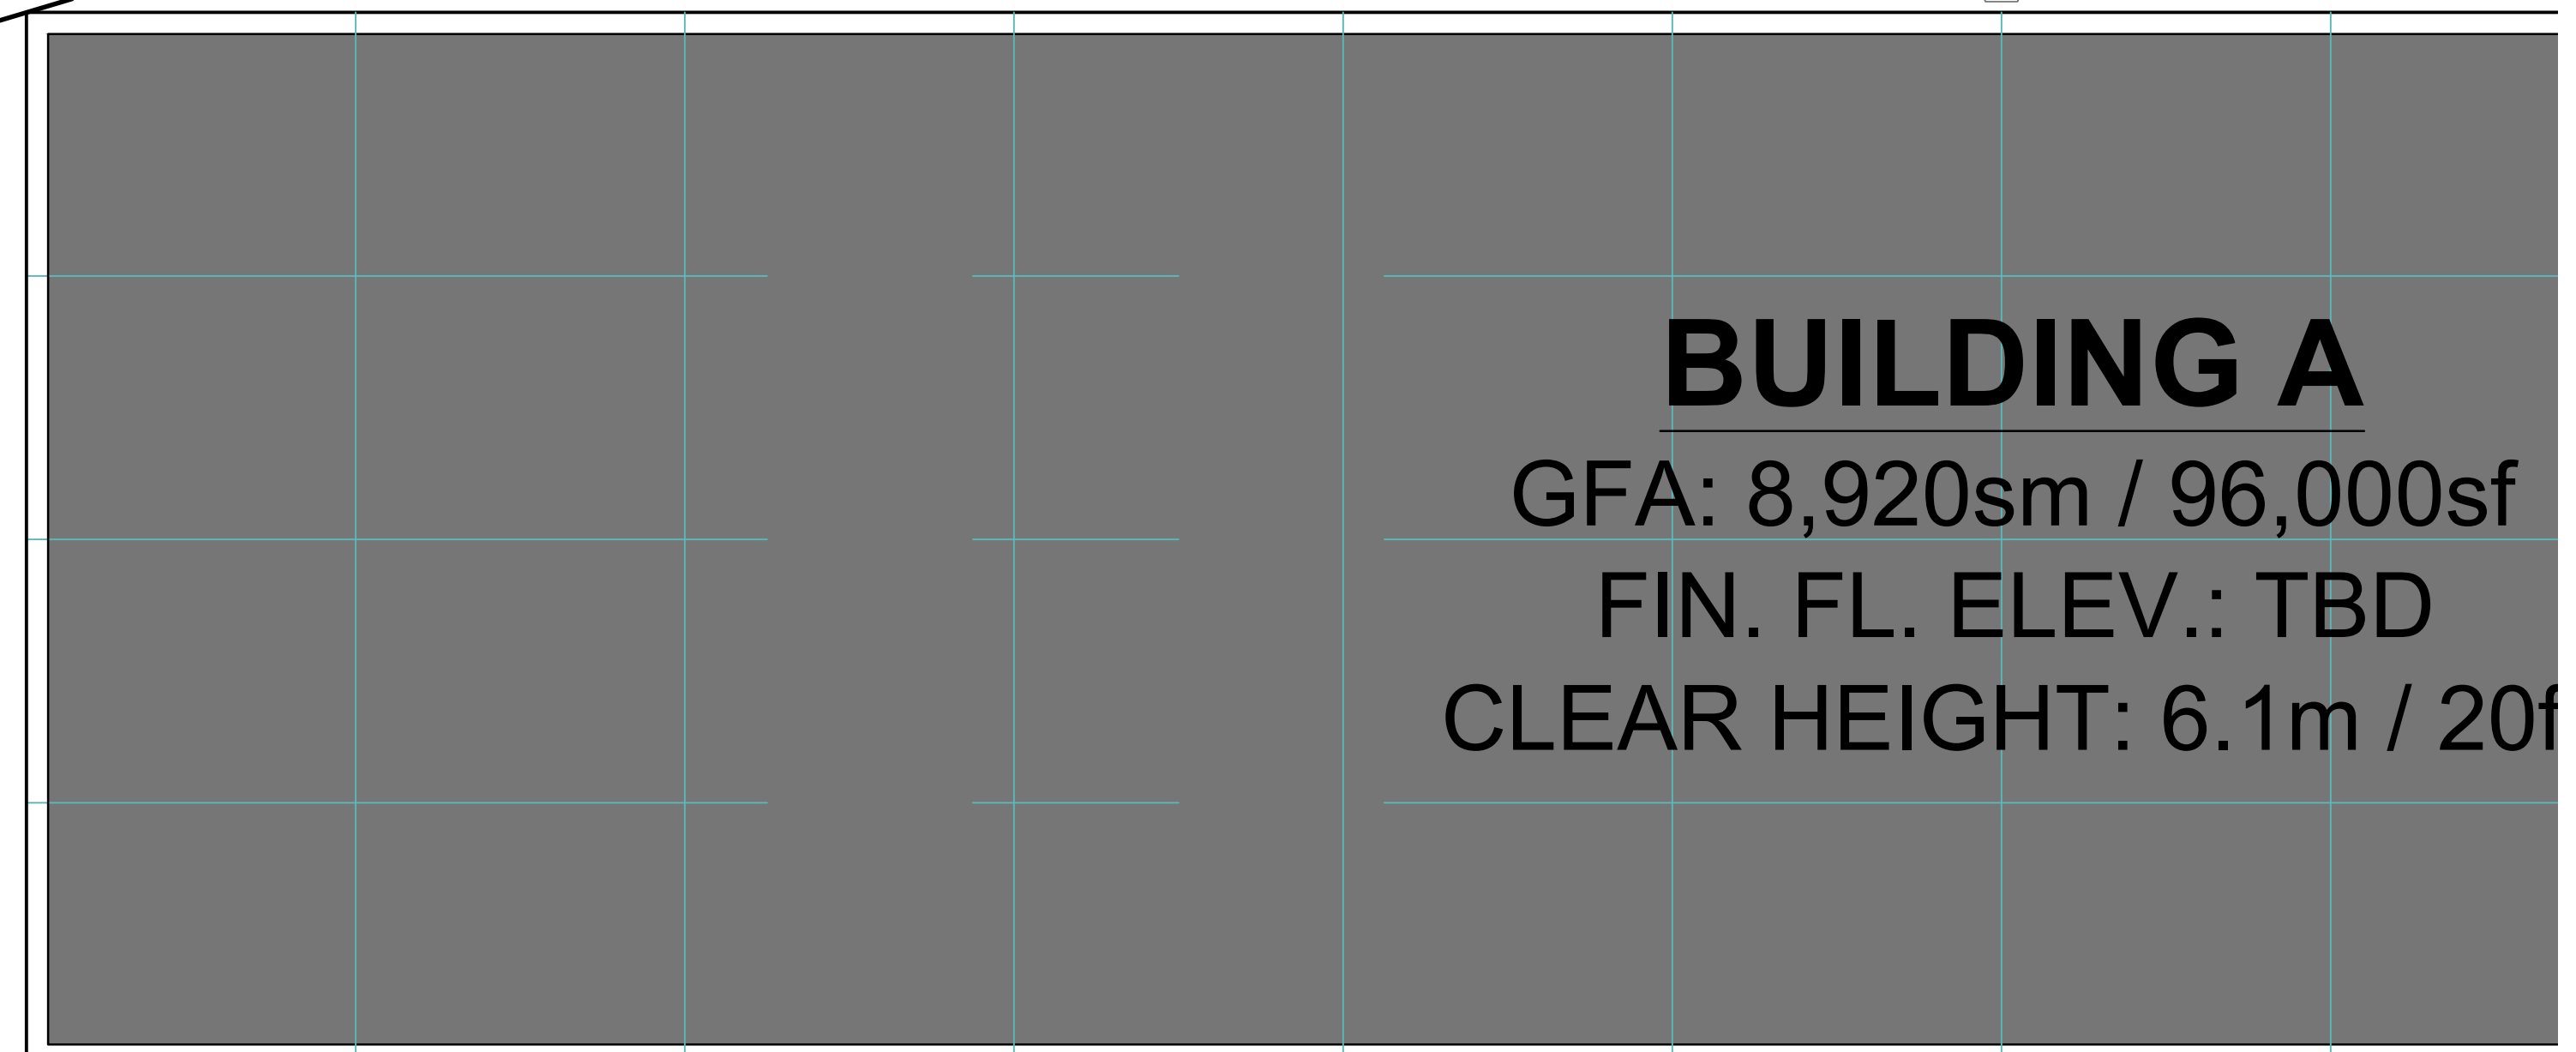 BUILDING A
GFA: 8,920sm / 96,000sf
FIN. FL. ELEV.: TBD
CLEAR HEIGHT: 6.1m / 20f